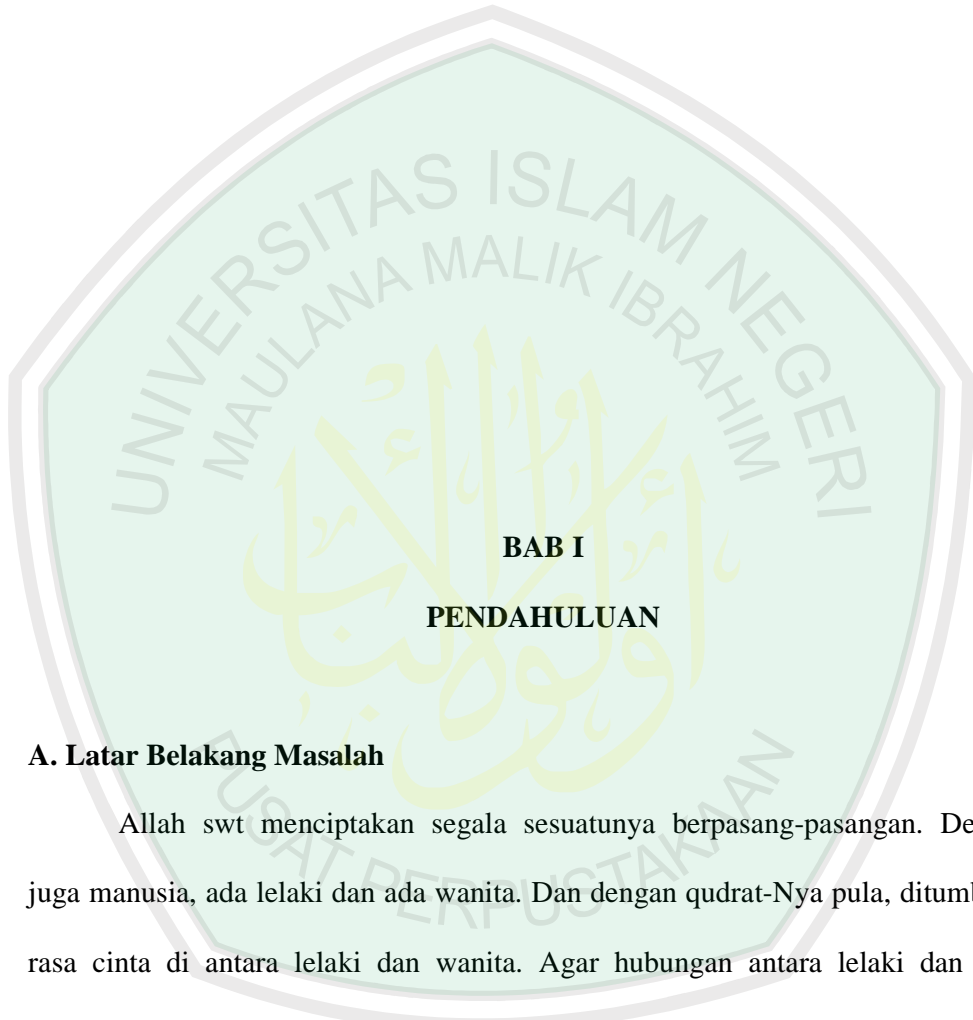 UNIVERSITAS ISLAM NEGERI
MAULANA MALIK IBRAHIM
BAB I
PENDAHULUAN
A. Latar Belakang Masalah
Allah swt menciptakan segala sesuatunya berpasang-pasangan. De
juga manusia, ada lelaki dan ada wanita. Dan dengan qudrat-Nya pula, ditumb
rasa cinta di antara lelaki dan wanita. Agar hubungan antara lelaki dan
PUSAT PERPUSTAKAAN